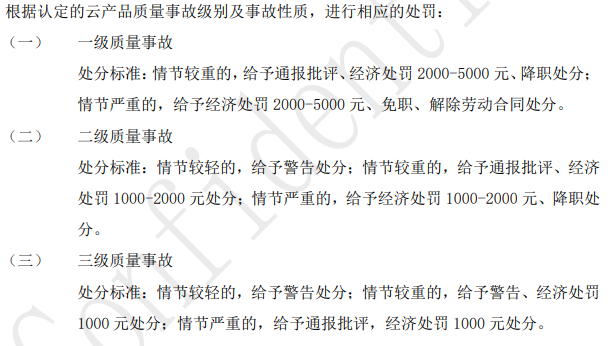 根据认定的云产品质量事故级别及事故性质，进行相应的处罚：
（一） 一级质量事故
处分标准：情节较重的，给予通报批评、经济处罚 2000-5000 元、降职处分；
情节严重的，给予经济处罚 2000-5000 元、免职、解除劳动合同处分。
（二） 二级质量事故
处分标准：情节较轻的，给予警告处分；情节较重的，给予通报批评、经济
处罚 1000-2000 元处分；情节严重的，给予经济处罚 1000-2000 元、降职处
分。
（三） 三级质量事故
处分标准：情节较轻的，给予警告处分；情节较重的，给予警告、经济处罚
1000 元处分；情节严重的，给予通报批评，经济处罚 1000 元处分。
Confidenti